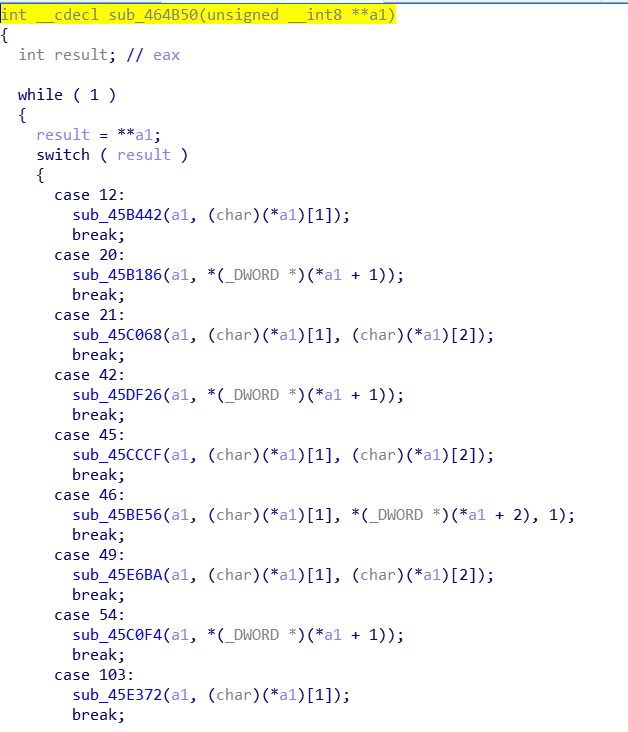 int __cdecl sub_464B50(unsigned __int8 **a1)
{
  int result; // eax

  while ( 1 )
  {
    result = **a1;
    switch ( result )
    {
      case 12:
        sub_45B442(a1, (char)(*a1)[1]);
        break;
      case 20:
        sub_45B186(a1, *(_DWORD *)(*a1 + 1));
        break;
      case 21:
        sub_45C068(a1, (char)(*a1)[1], (char)(*a1)[2]);
        break;
      case 42:
        sub_45DF26(a1, *(_DWORD *)(*a1 + 1));
        break;
      case 45:
        sub_45CCCF(a1, (char)(*a1)[1], (char)(*a1)[2]);
        break;
      case 46:
        sub_45BE56(a1, (char)(*a1)[1], *(_DWORD *)(*a1 + 2), 1);
        break;
      case 49:
        sub_45E6BA(a1, (char)(*a1)[1], (char)(*a1)[2]);
        break;
      case 54:
        sub_45C0F4(a1, *(_DWORD *)(*a1 + 1));
        break;
      case 103:
        sub_45E372(a1, (char)(*a1)[1]);
        break;